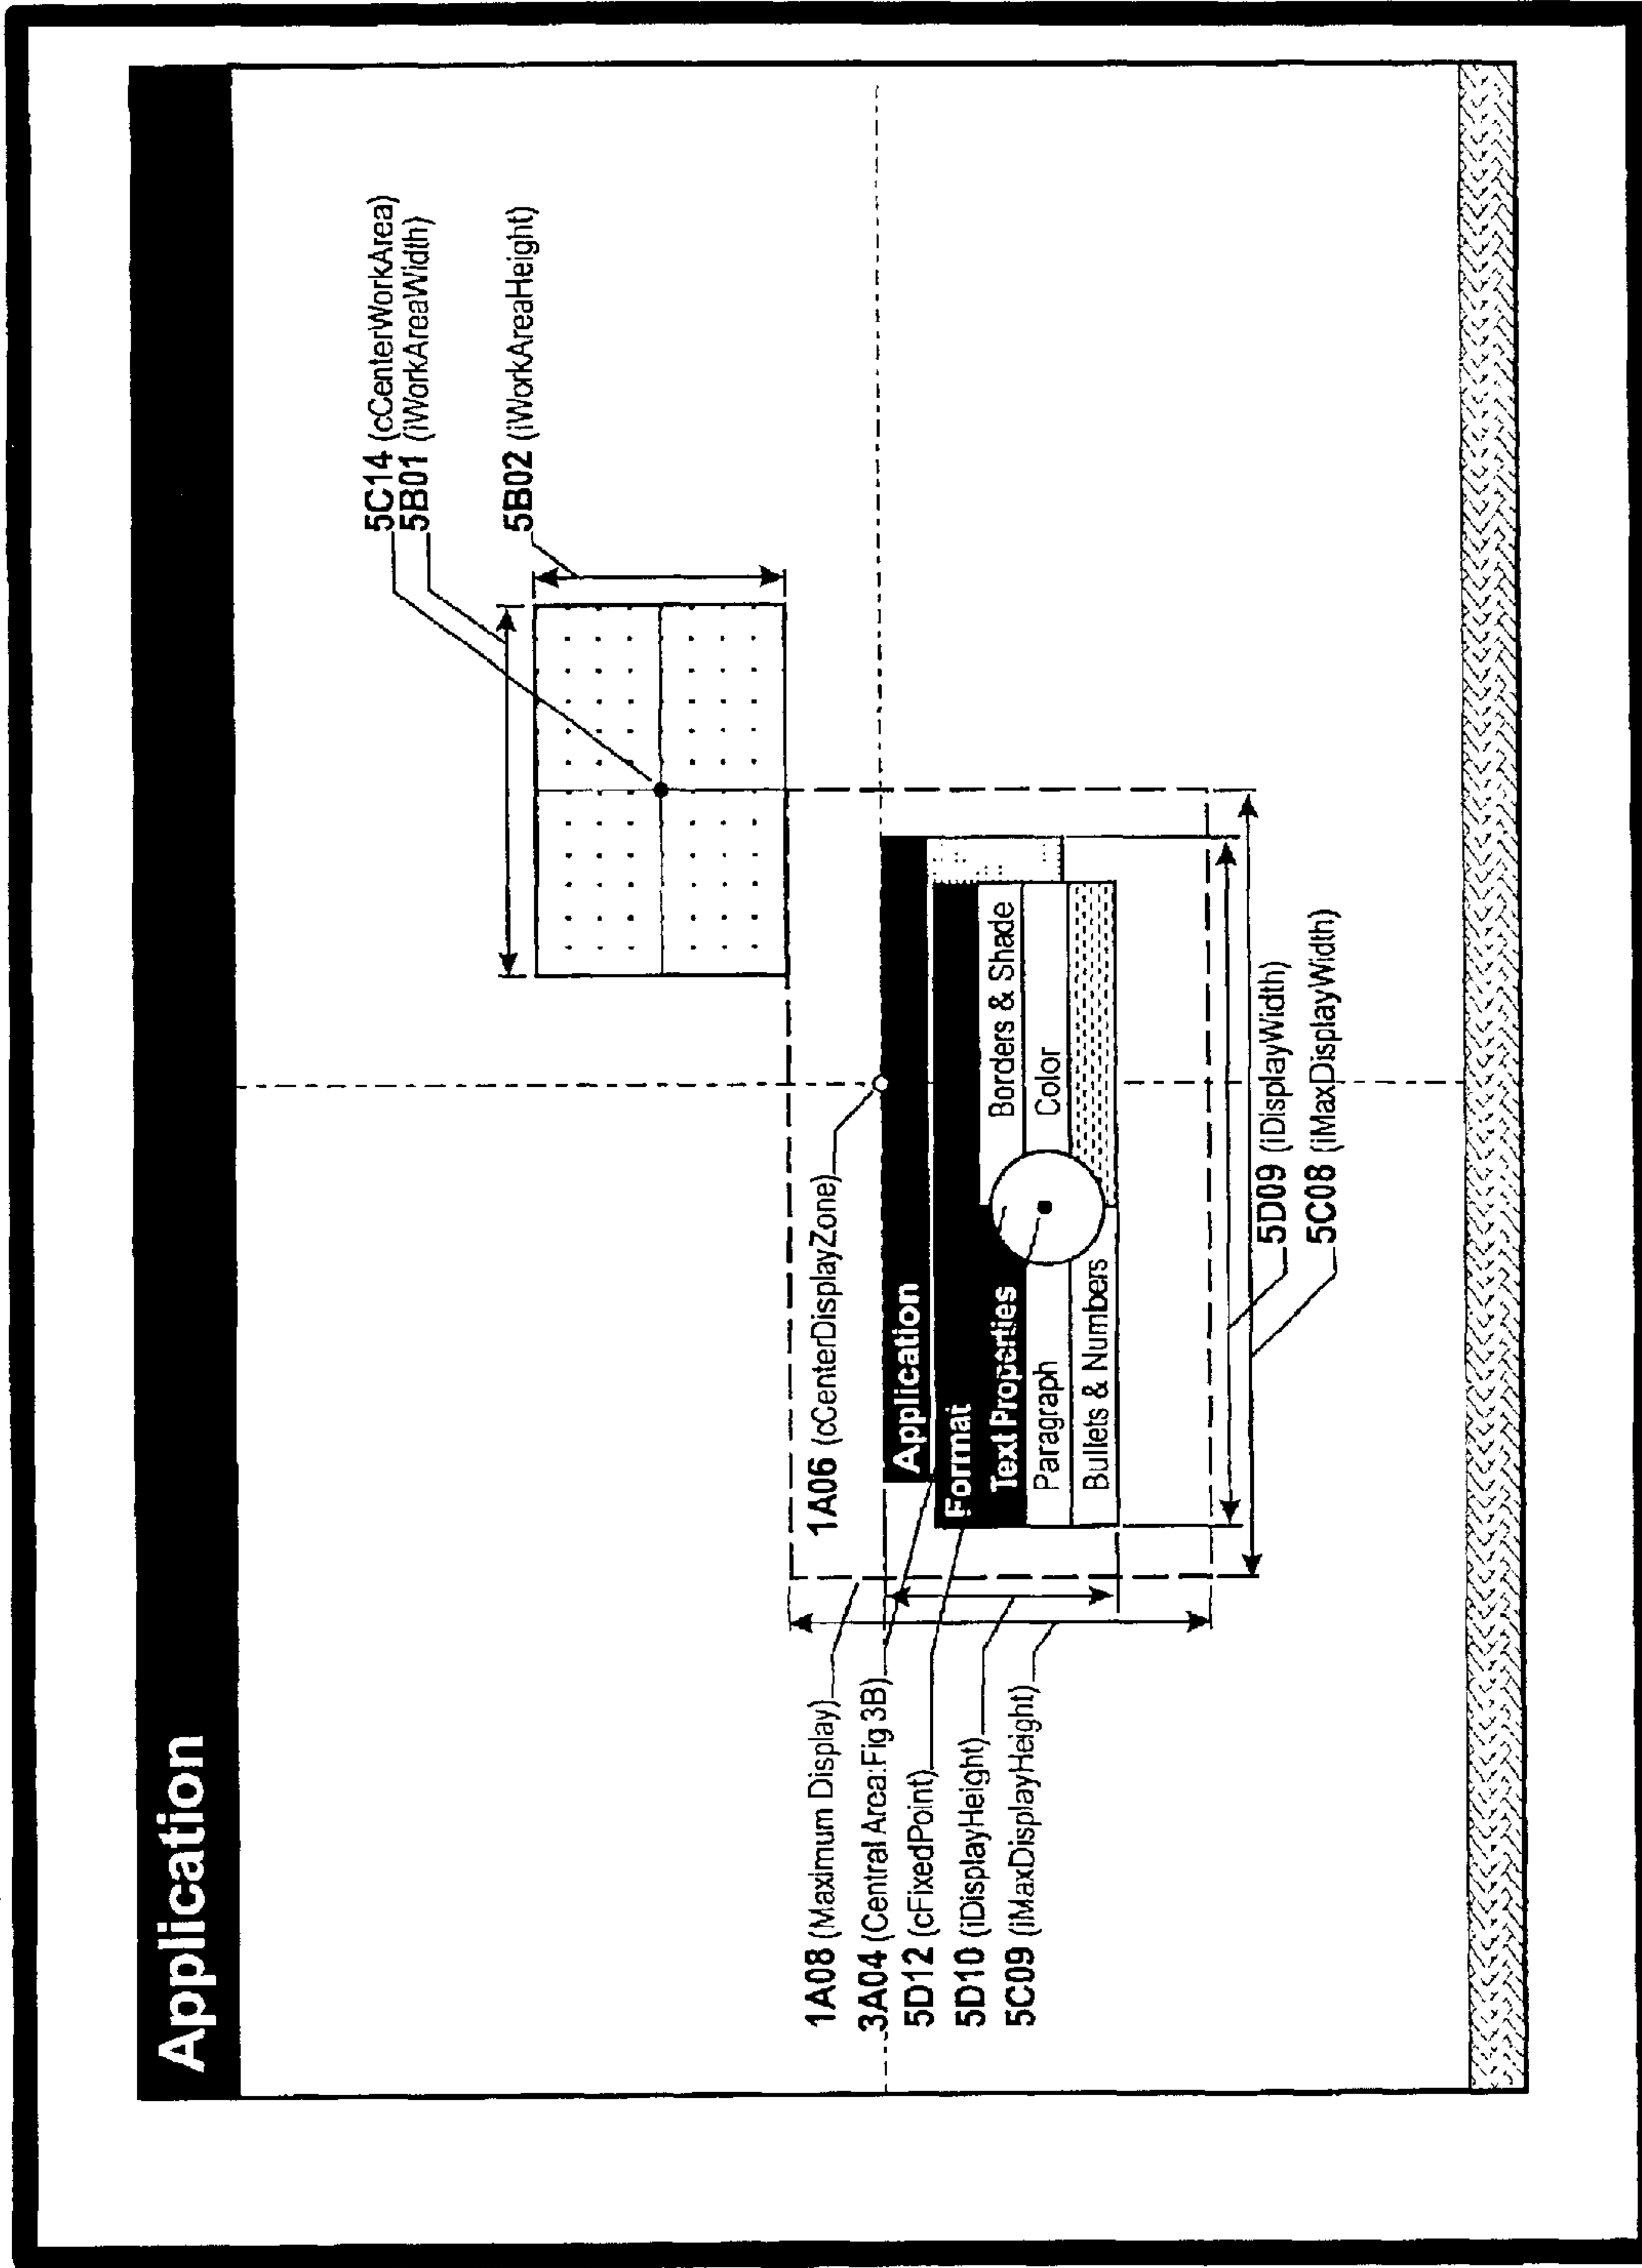 Application
5C14 (cCenterWorkArea)
5B01 (iWorkAreaWidth)
5B02 (iWorkAreaHeight)
1A06 (cCenterDisplayZone)
1A08 (Maximum Display)
3A04 (Central Area:Fig 3B)
5D12 (cFixedPoint)
5D10 (iDisplayHeight)
5C09 (iMaxDisplayHeight)
Application
Format
Text Properties
Borders & Shade
Paragraph
Color
Bullets & Numbers
5D09 (iDisplayWidth)
5C08 (iMaxDisplayWidth)